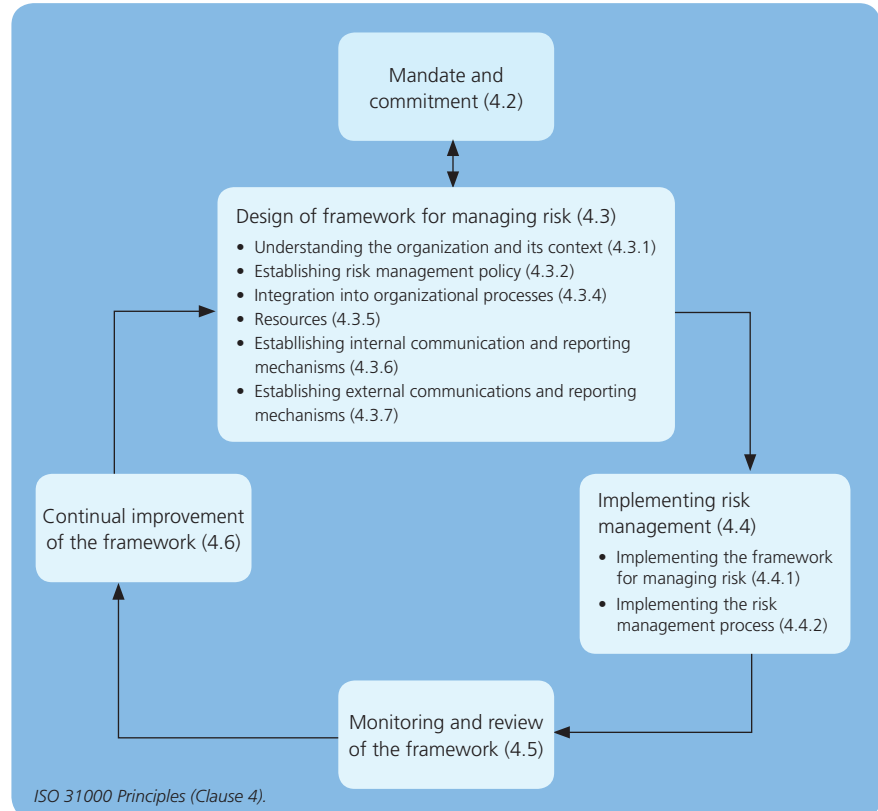 Mandate and
commitment (4.2)
Design of framework for managing risk (4.3)
• Understanding the organization and its context (4.3.1)
• Establishing risk management policy (4.3.2)
• Integration into organizational processes (4.3.4)
• Resources (4.3.5)
• Establlishing internal communication and reporting
mechanisms (4.3.6)
• Establishing external communications and reporting
mechanisms (4.3.7)
Continual improvement
of the framework (4.6)
Implementing risk
management (4.4)
• Implementing the framework
for managing risk (4.4.1)
• Implementing the risk
management process (4.4.2)
Monitoring and review
of the framework (4.5)
ISO 31000 Principles (Clause 4).